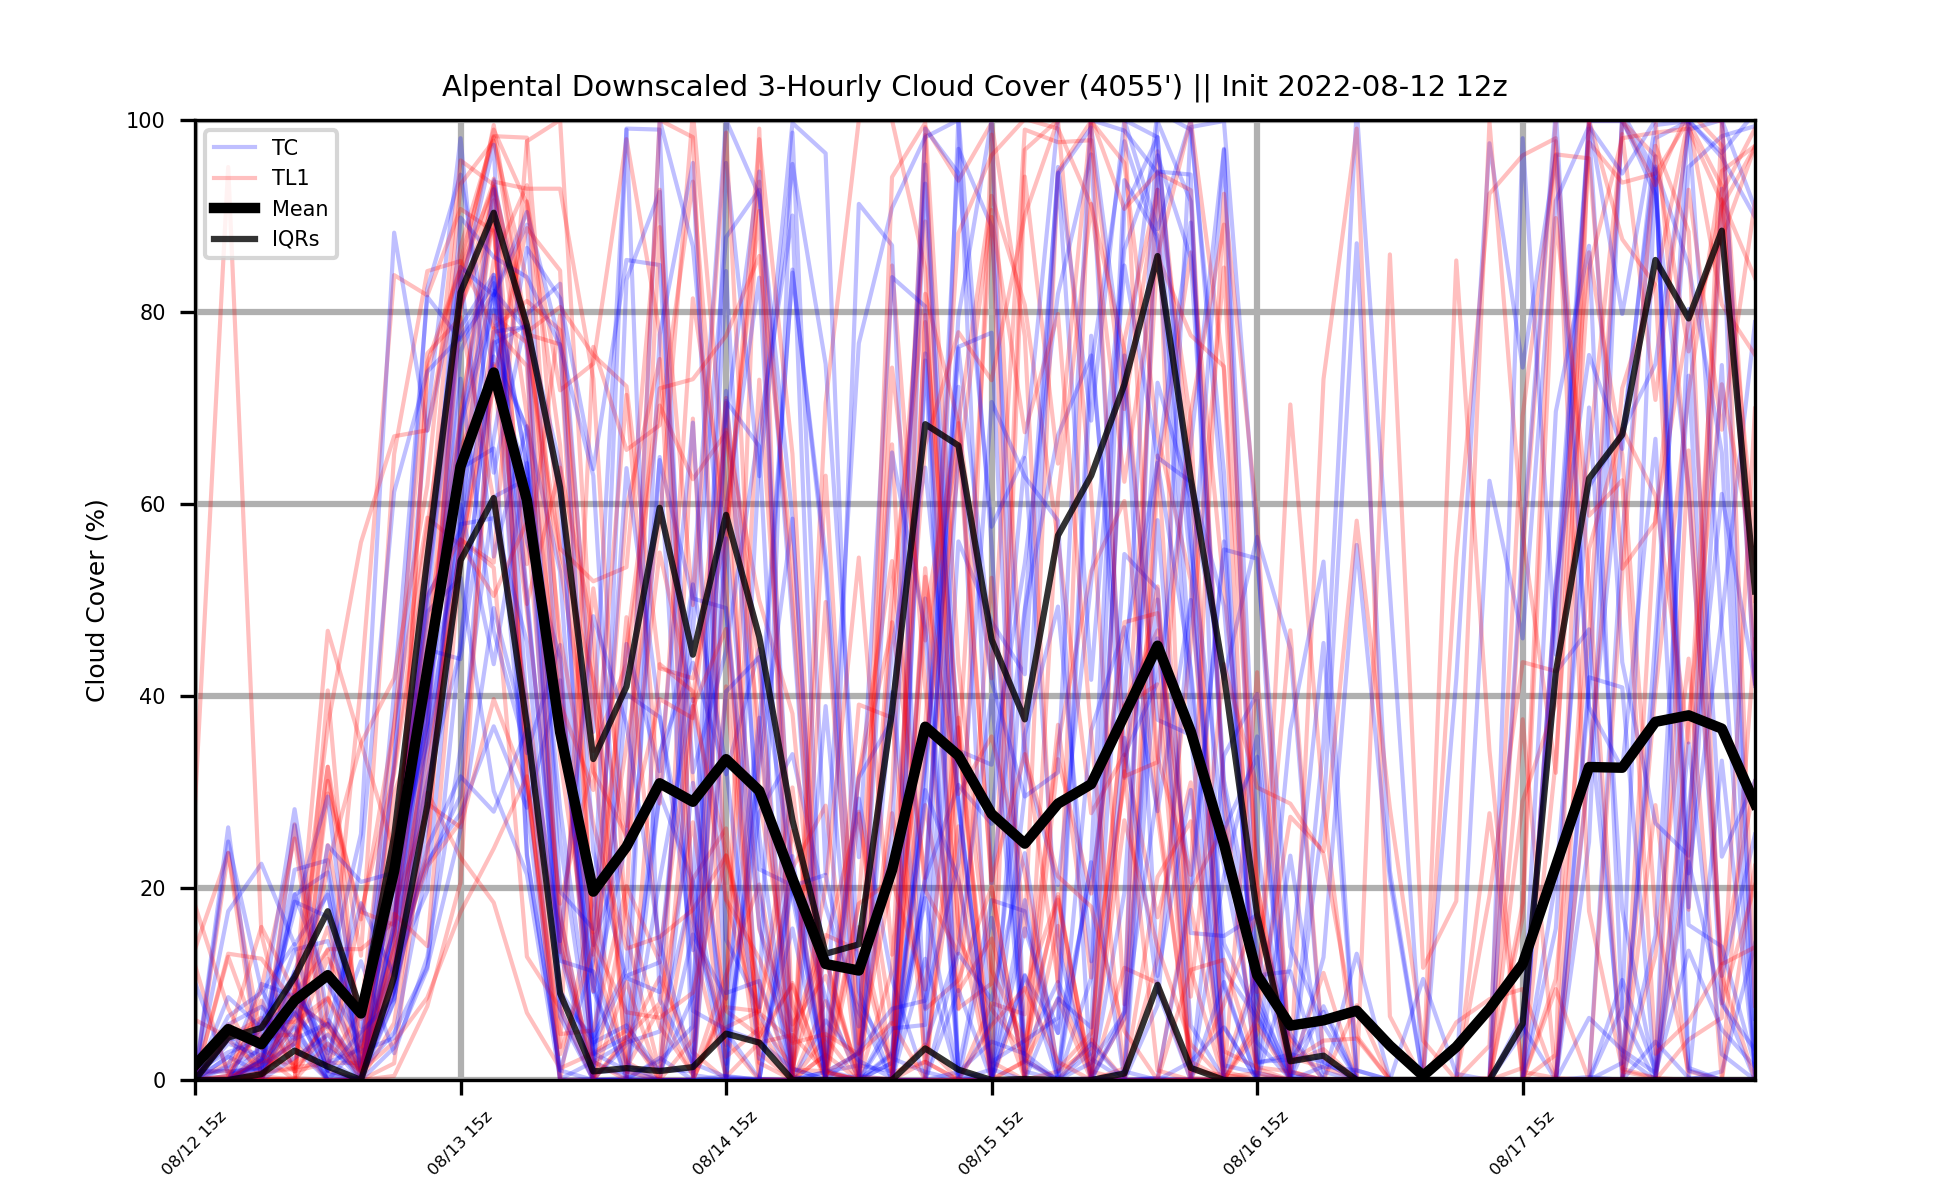 Alpental Downscaled 3-Hourly Cloud Cover (4055') || Init 2022-08-12 12z
TC
TL1
Mean
IQRs
Cloud Cover (%)
100
80
60
40
20
0
08/12 15z
08/13 15z
08/14 15z
08/15 15z
08/16 15z
08/17 15z